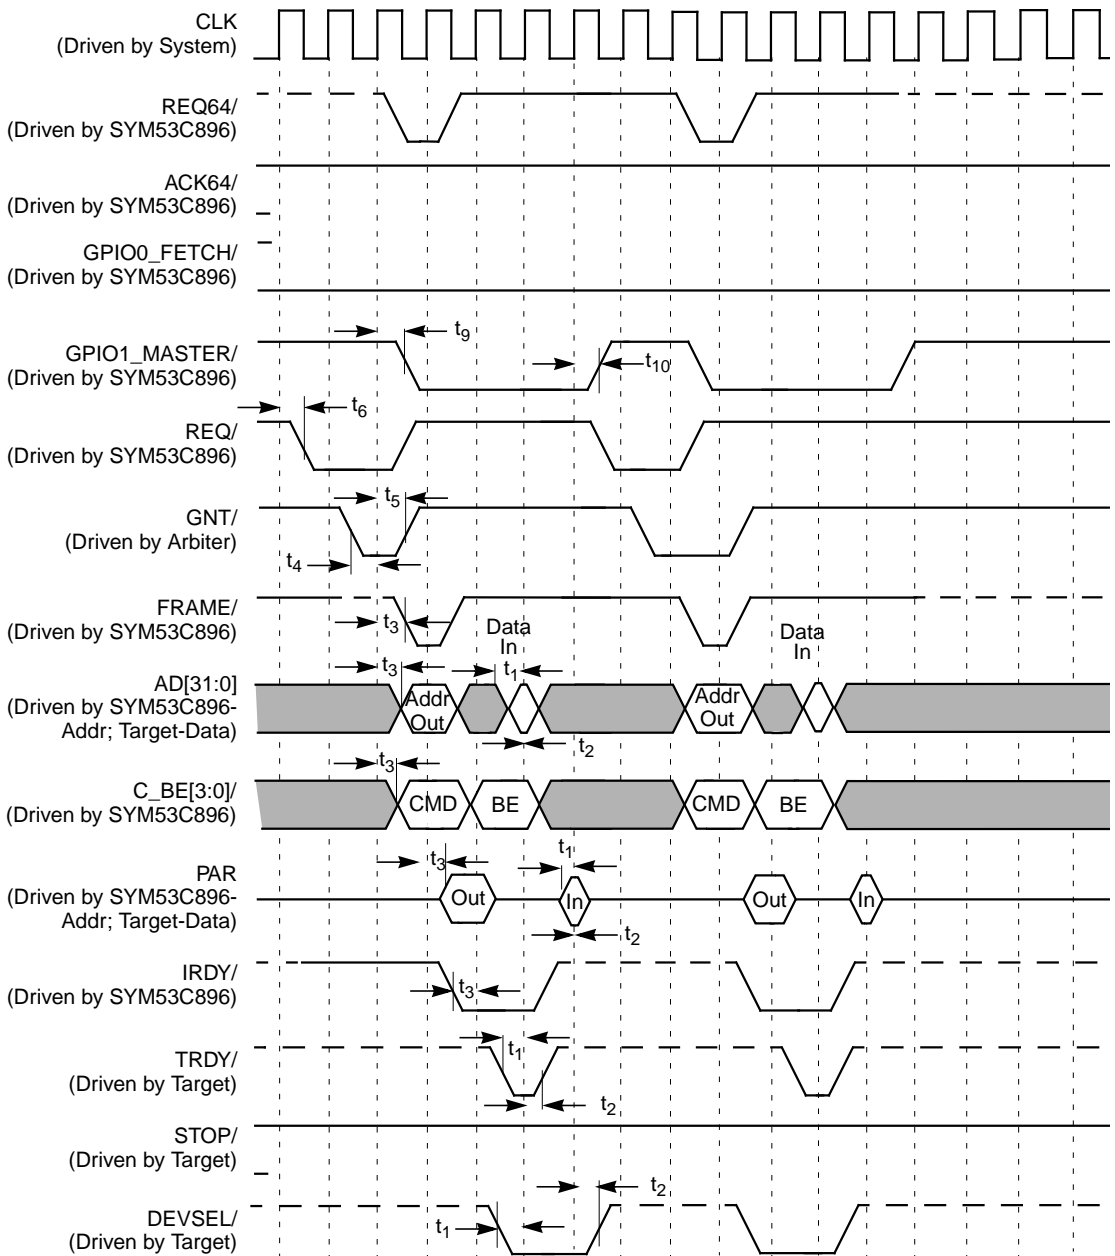 CLK
(Driven by System)
REQ64/
(Driven by SYM53C896)
ACK64/
(Driven by SYM53C896)
GPIO0_FETCH/
(Driven by SYM53C896)
t9
GPIO1_MASTER/
(Driven by SYM53C896)
t10
t6
REQ/
(Driven by SYM53C896)
t5
GNT/
(Driven by Arbiter)
t4
FRAME/
(Driven by SYM53C896)
t3
Data
In
Data
In
t3
t1
AD[31:0]
(Driven by SYM53C896-
Addr; Target-Data)
Addr
Out
Addr
Out
t2
t3
C_BE[3:0]/
(Driven by SYM53C896)
CMD
BE
CMD
BE
t3
t1
PAR
(Driven by SYM53C896-
Addr; Target-Data)
Out
In
Out
In
t2
IRDY/
(Driven by SYM53C896)
t3
t1
TRDY/
(Driven by Target)
t2
STOP/
(Driven by Target)
t2
DEVSEL/
(Driven by Target)
t1